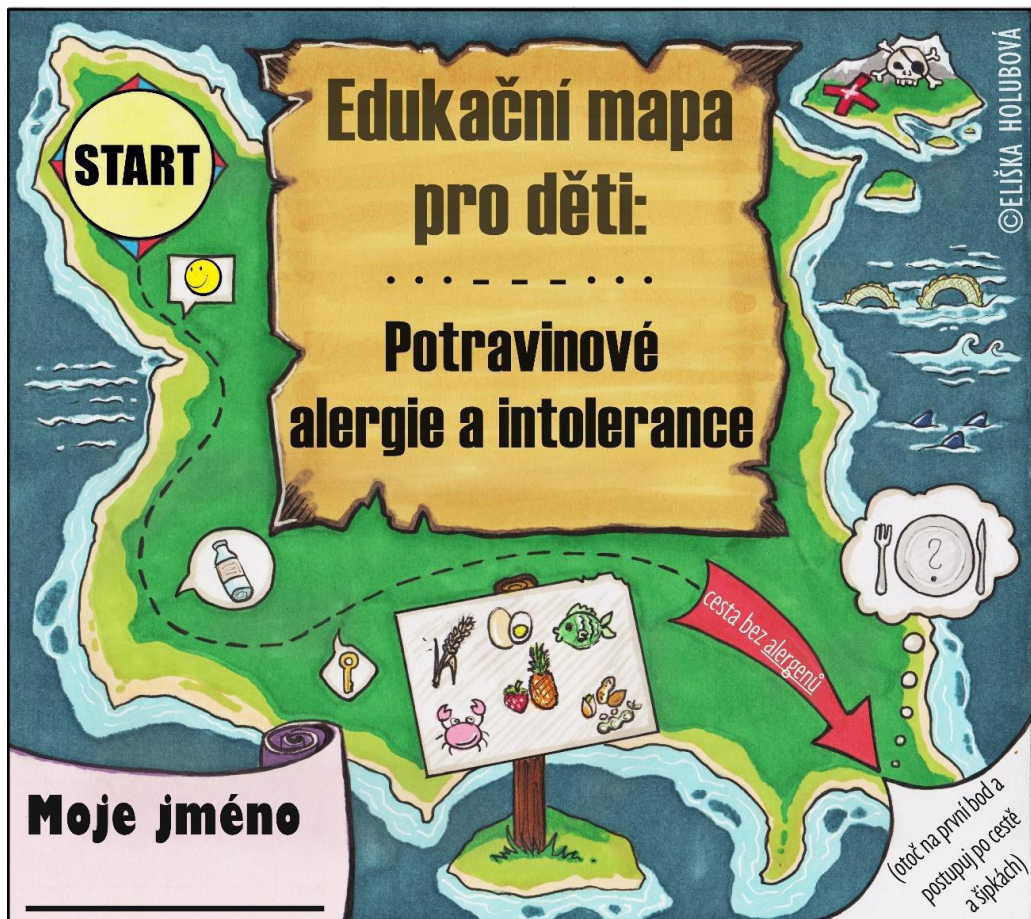 START
Edukační mapa
pro děti:
Potravinové
alergie a intolerance
©ELIŠKA HOLUBOVÁ
?
cesta bez alergenů
Moje jméno
(otoč na první bod a
postupuj po cestě
a šipkách)